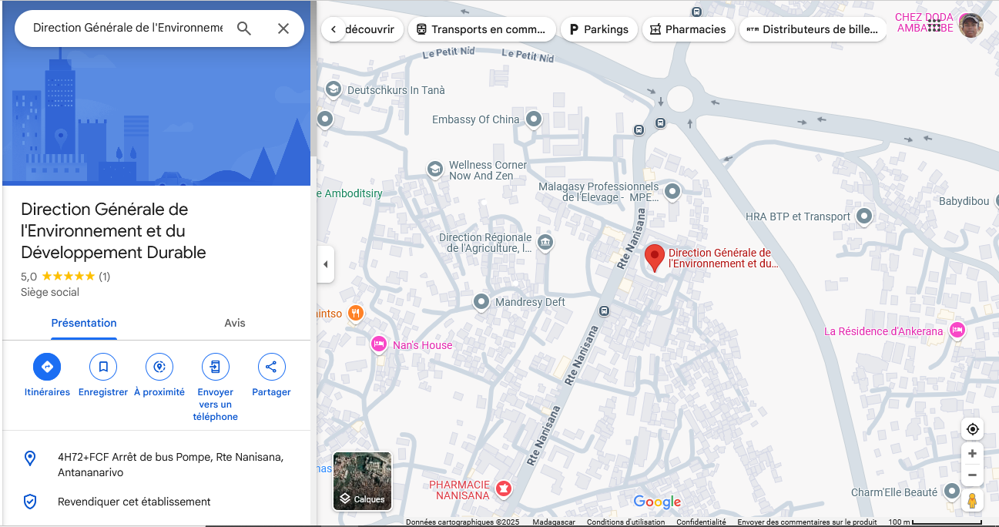 Direction Générale de l'Environneme
découvrir
Transports en comm...
Parkings
Pharmacies
ATM Distributeurs de bille...
CHEZ DODA
Le Petit Nid
Le Petit Nid
Deutschkurs In Tanà
Embassy Of China
Wellness Corner
Now And Zen
Malagasy Professionnels
de l'Elevage - MPE...
e Amboditsiry
Babydibou
HRA BTP et Transport
Direction Générale de
l'Environnement et du
Développement Durable
5,0 (1)
Siège social
Direction Régionale
de l'Agriculture, l...
Rte Nanisana
Direction Générale de
l'Environnement et du...
Mandresy Deft
intso
Présentation
Avis
La Résidence d'Ankerana
Nan's House
Rte Nanisana
Itinéraires
Enregistrer
À proximité
Envoyer
vers un
téléphone
Partager
Rte Nanisana
4H72+FCF Arrêt de bus Pompe, Rte Nanisana,
Antananarivo
nas
PHARMACIE
NANISANA
Charm'Elle Beauté
Revendiquer cet établissement
Calques
Google
Données cartographiques ©2025
Madagascar
Conditions d'utilisation
Confidentialité
Envoyer des commentaires sur le produit
100 m